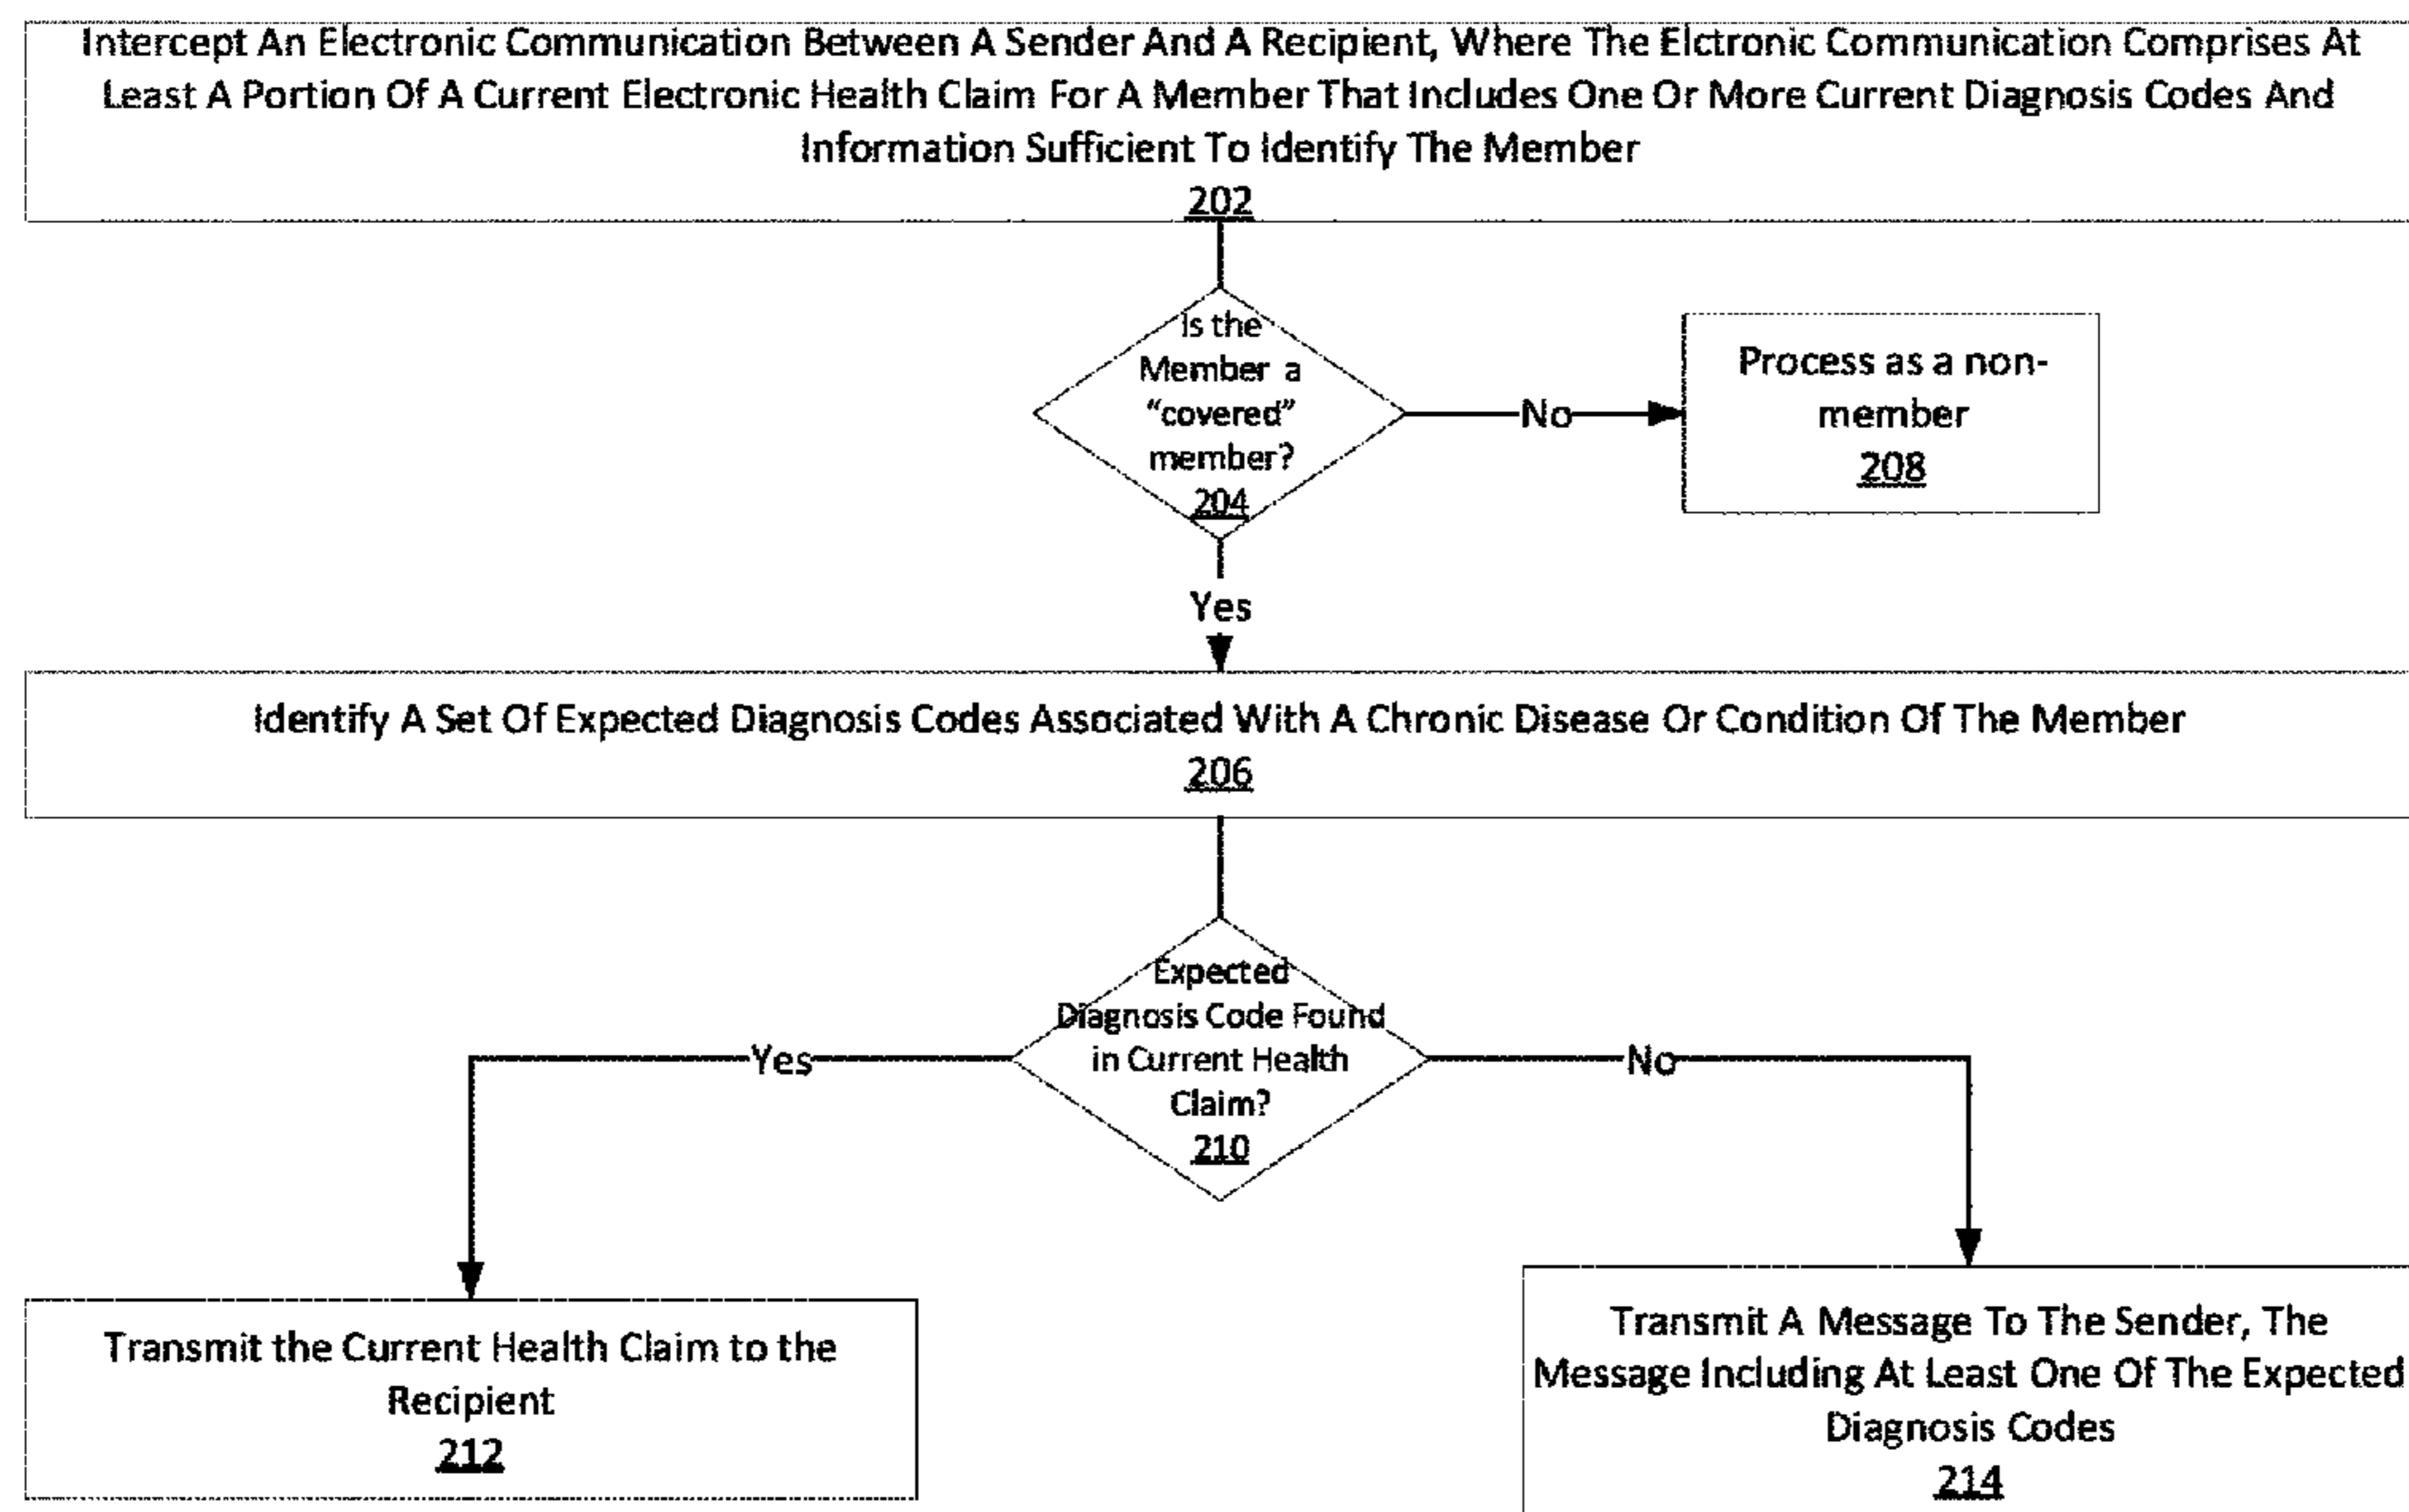 Intercept An Electronic Communication Between A Sender And A Recipient, Where The Elctronic Communication Comprises At
Least A Portion Of A Current Electronic Health Claim For A Member That Includes One Or More Current Diagnosis Codes And
Information Sufficient To Identify The Member
202
Is the
Member a
“covered”
member?
204
No
Process as a non-
member
208
Yes
Identify A Set Of Expected Diagnosis Codes Associated With A Chronic Disease Or Condition Of The Member
206
Expected
Diagnosis Code Found
in Current Health
Claim?
210
Yes
No
Transmit the Current Health Claim to the
Recipient
212
Transmit A Message To The Sender, The
Message Including At Least One Of The Expected
Diagnosis Codes
214